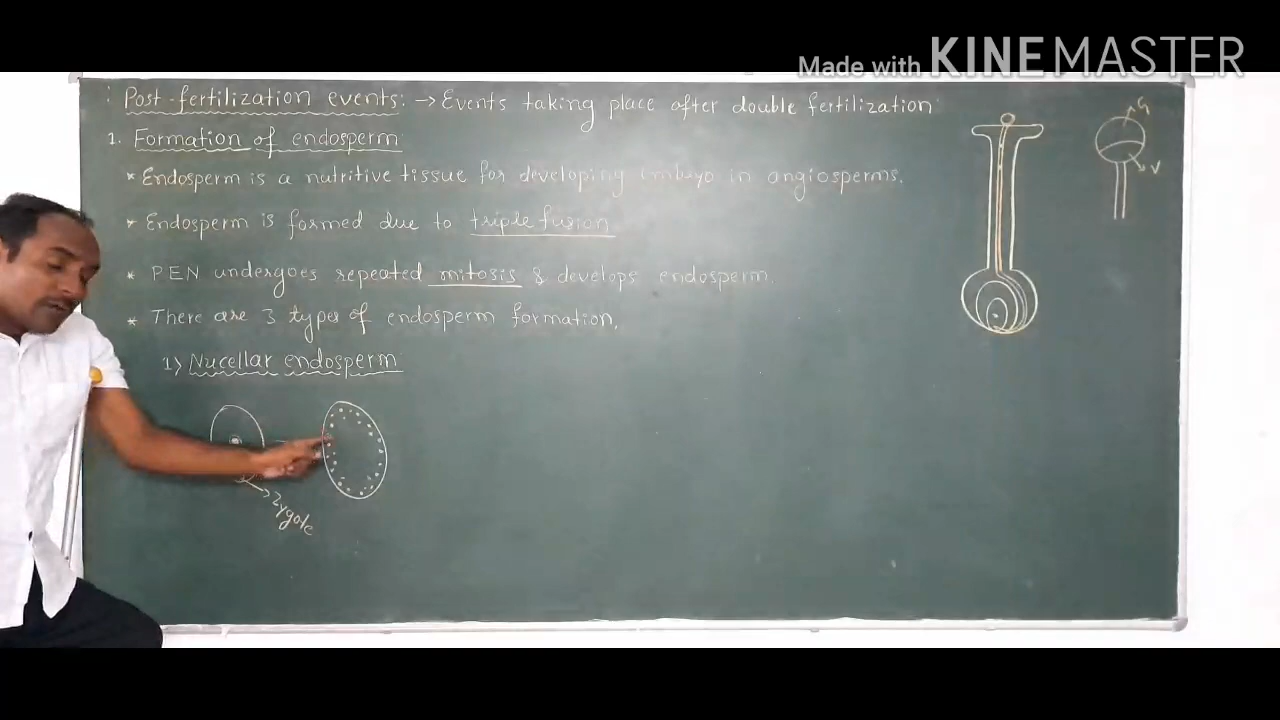 Made with KINEMASTER
Post-fertilization events: → Events taking place after double fertilization
1. Formation of endosperm
* Endosperm is a nutritive tissue for developing embryo in angiosperms.
* Endosperm is formed due to triple fusion
* PEN undergoes repeated mitosis & develops endosperm.
* There are 3 types of endosperm formation.
1) Nucellar endosperm
Zygote
G
V